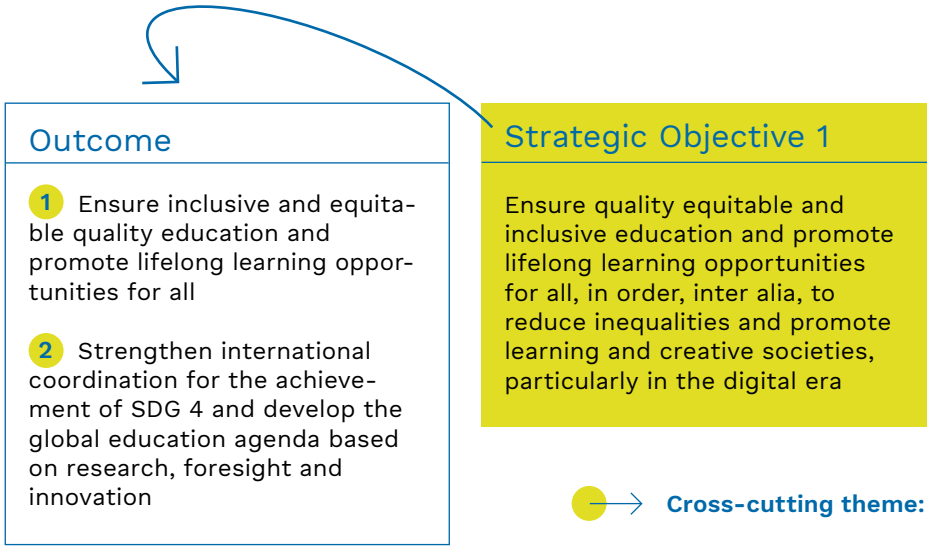 Outcome
1 Ensure inclusive and equita-
ble quality education and
promote lifelong learning oppor-
tunities for all
2 Strengthen international
coordination for the achieve-
ment of SDG 4 and develop the
global education agenda based
on research, foresight and
innovation
Strategic Objective 1
Ensure quality equitable and
inclusive education and promote
lifelong learning opportunities
for all, in order, inter alia, to
reduce inequalities and promote
learning and creative societies,
particularly in the digital era
Cross-cutting theme: